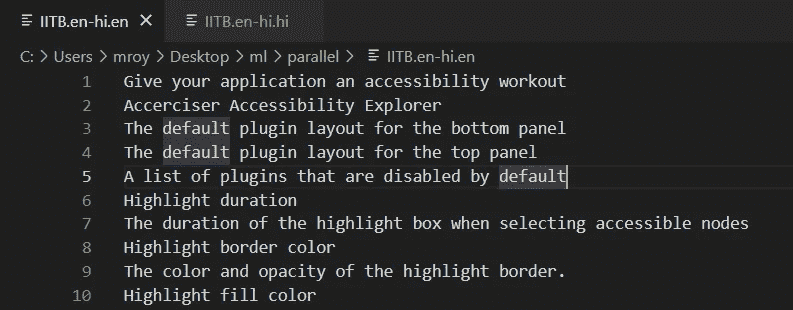 IITB.en-hi.en × IITB.en-hi.hi
C: > Users > mroy > Desktop > ml > parallel > IITB.en-hi.en
1 Give your application an accessibility workout
2 Accerciser Accessibility Explorer
3 The default plugin layout for the bottom panel
4 The default plugin layout for the top panel
5 A list of plugins that are disabled by default
6 Highlight duration
7 The duration of the highlight box when selecting accessible nodes
8 Highlight border color
9 The color and opacity of the highlight border.
10 Highlight fill color